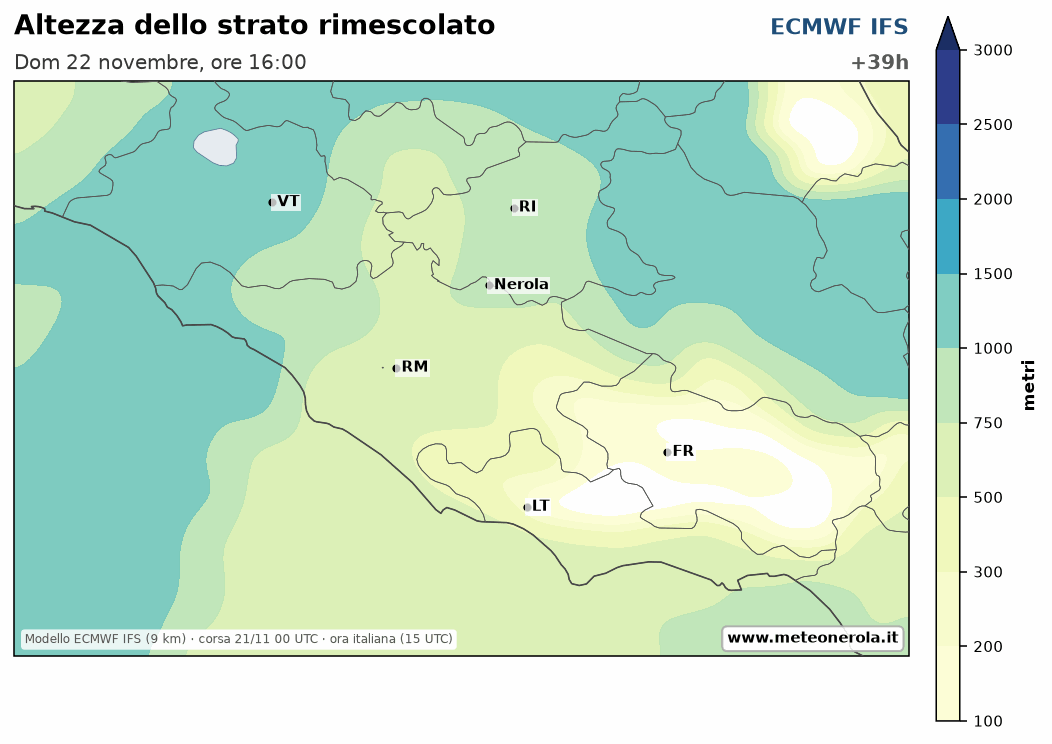 Altezza dello strato rimescolato
ECMWF IFS
Dom 22 novembre, ore 16:00
+39h
3000
2500
2000
1500
1000
750
500
300
200
100
metri
VT
RI
Nerola
RM
FR
LT
Modello ECMWF IFS (9 km) · corsa 21/11 00 UTC · ora italiana (15 UTC)
www.meteonerola.it